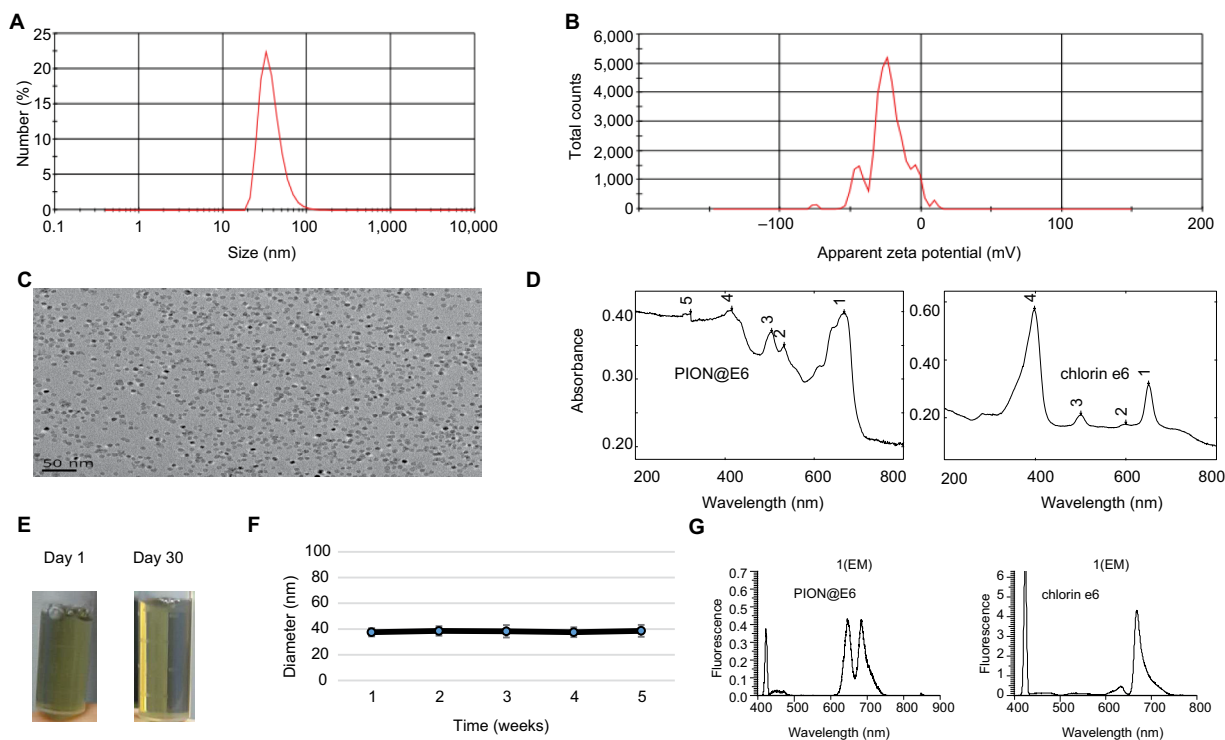 A
Number (%)
25
20
15
10
5
0
0.1 1 10 100 1,000 10,000
Size (nm)
B
Total counts
6,000
5,000
4,000
3,000
2,000
1,000
0
–100 0 100 200
Apparent zeta potential (mV)
C
50 nm
D
Absorbance
0.40
0.30
0.20
5 4 3 2 1
PION@E6
200 400 600 800
Wavelength (nm)
0.60
0.40
0.20
4 3 2 1
chlorin e6
200 400 600 800
Wavelength (nm)
E
Day 1 Day 30
F
Diameter (nm)
100
80
60
40
20
0
1 2 3 4 5
Time (weeks)
G
1(EM)
PION@E6
Fluorescence
0.7
0.6
0.5
0.4
0.3
0.2
0.1
0.0
400 500 600 700 800 900
Wavelength (nm)
1(EM)
chlorin e6
Fluorescence
6
5
4
3
2
1
0
400 500 600 700 800
Wavelength (nm)